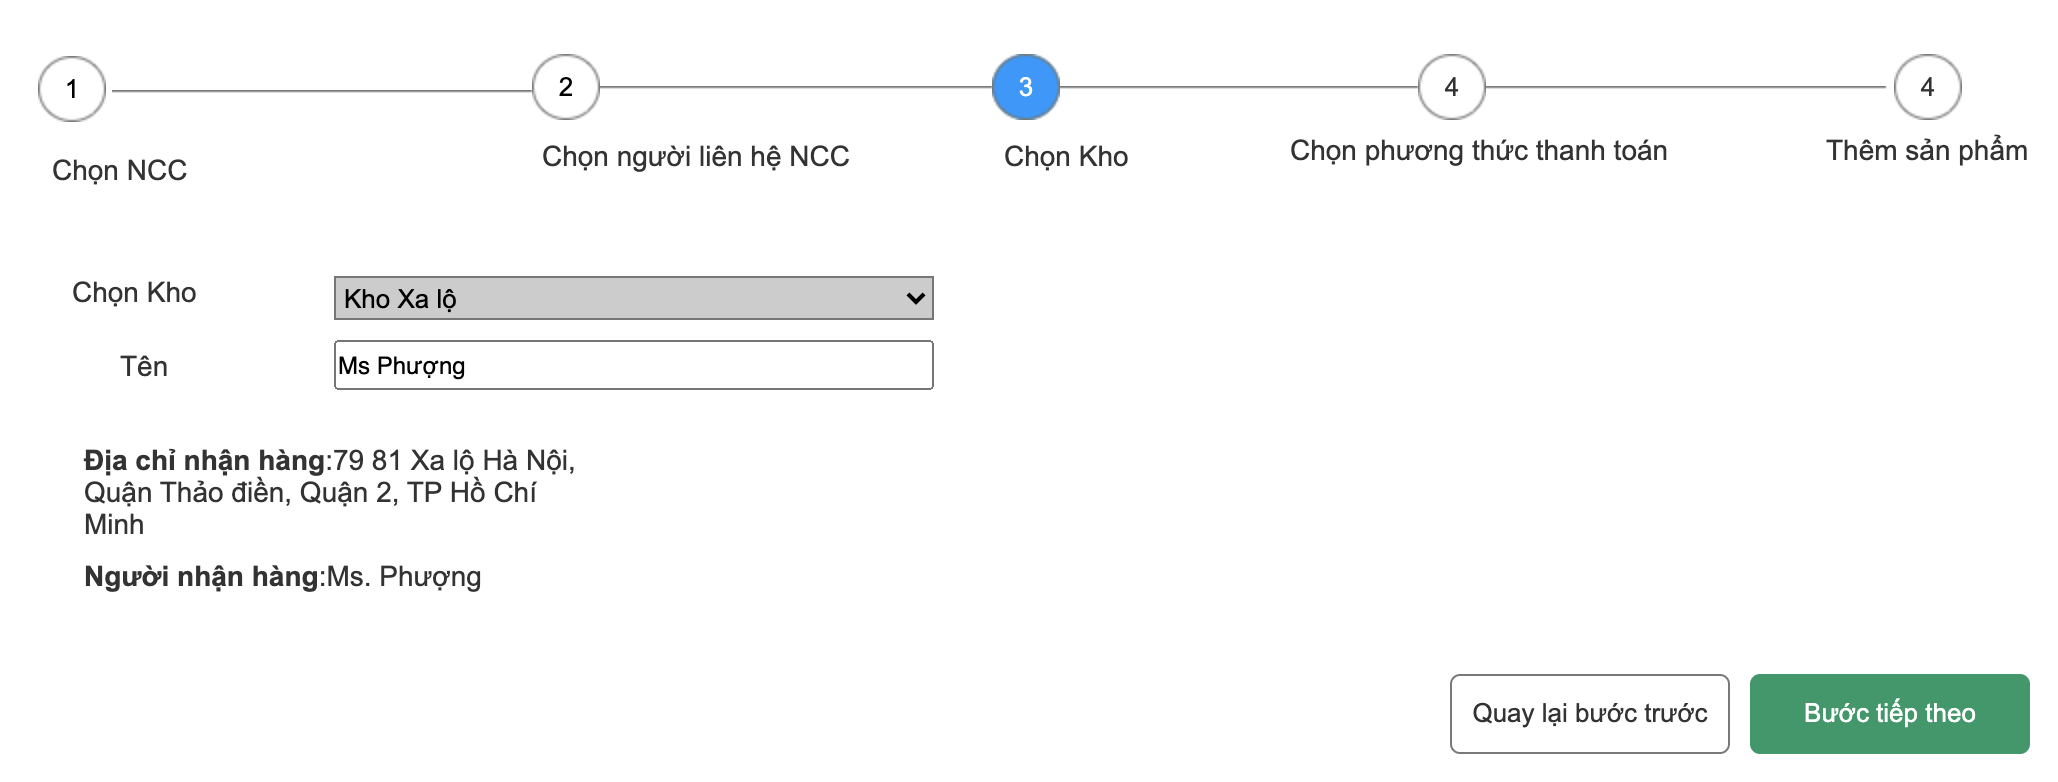 1
2
3
4
4
Chọn NCC
Chọn người liên hệ NCC
Chọn Kho
Chọn phương thức thanh toán
Thêm sản phẩm
Chọn Kho
Kho Xa lộ
Tên
Ms Phượng
Địa chỉ nhận hàng:79 81 Xa lộ Hà Nội,
Quận Thảo điền, Quận 2, TP Hồ Chí
Minh
Người nhận hàng:Ms. Phượng
Quay lại bước trước
Bước tiếp theo